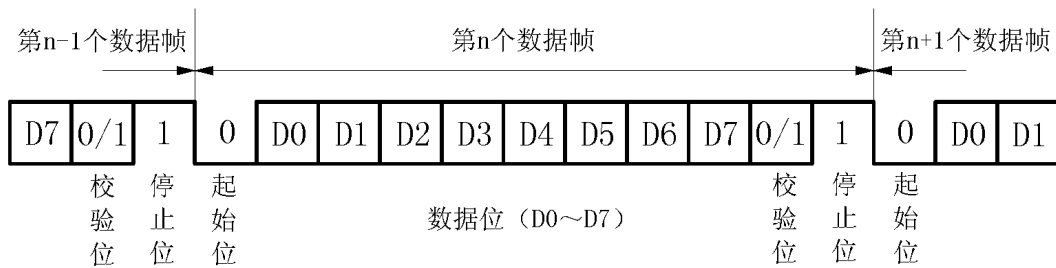 第n-1个数据帧 第n个数据帧 第n+1个数据帧
D7 0/1 1 0 D0 D1 D2 D3 D4 D5 D6 D7 0/1 1 0 D0 D1
校验位 停止位 起始位 数据位（D0～D7） 校验位 停止位 起始位